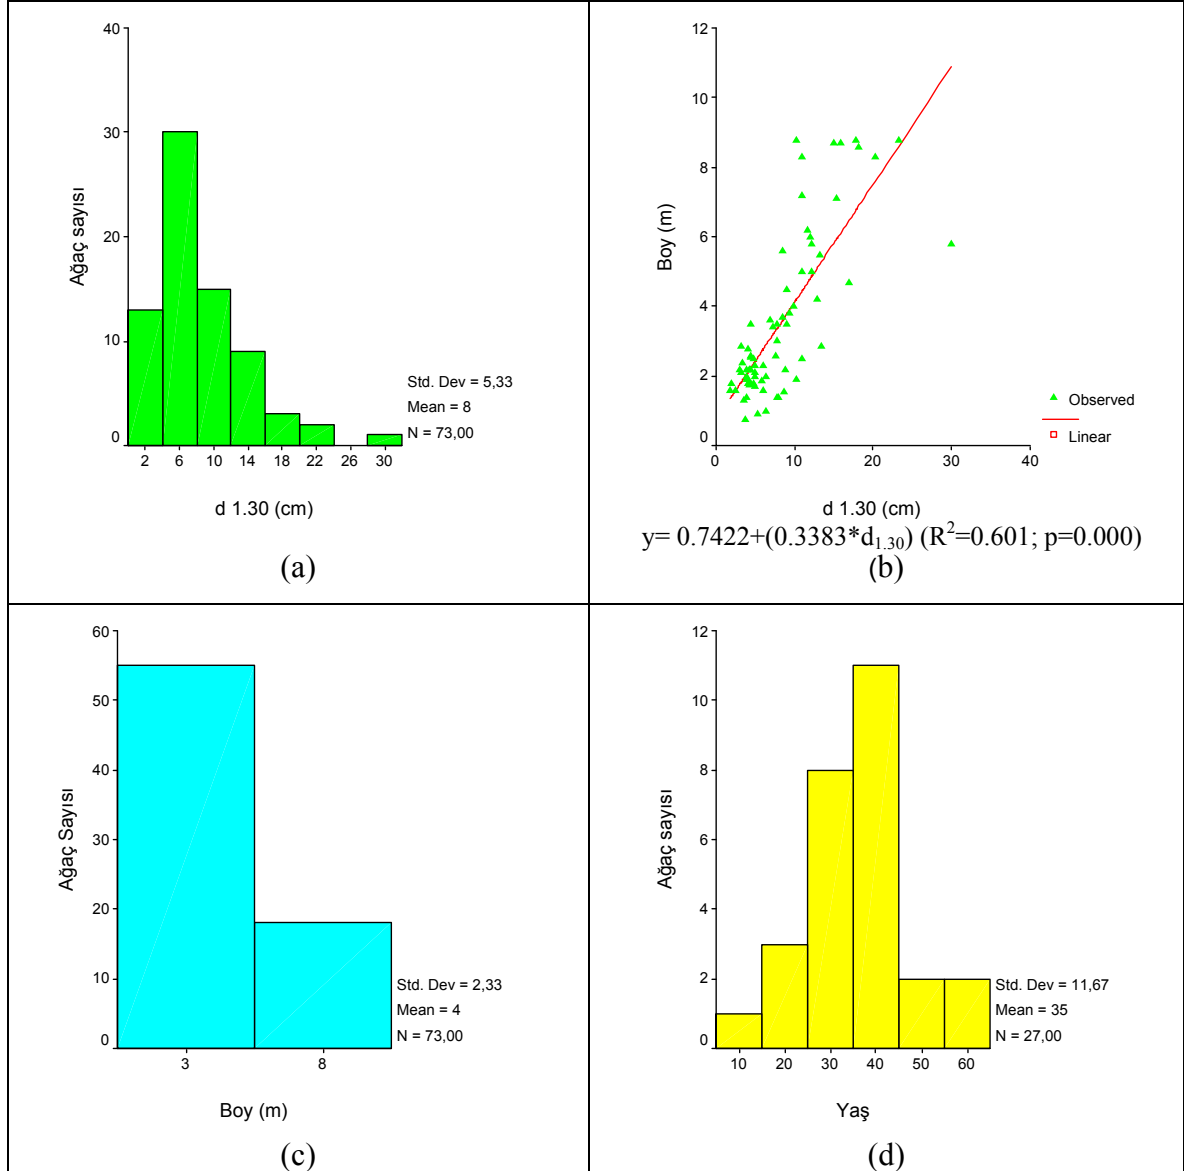 40
30
20
10
0
Ağaç sayısı
2 6 10 14 18 22 26 30
d 1.30 (cm)
Std. Dev = 5,33
Mean = 8
N = 73,00
(a)
12
10
8
6
4
2
0
Boy (m)
0 10 20 30 40
d 1.30 (cm)
Observed
Linear
y= 0.7422+(0.3383*d1.30) (R2=0.601; p=0.000)
(b)
60
50
40
30
20
10
0
Ağaç Sayısı
3 8
Boy (m)
Std. Dev = 2,33
Mean = 4
N = 73,00
(c)
12
10
8
6
4
2
0
Ağaç sayısı
10 20 30 40 50 60
Yaş
Std. Dev = 11,67
Mean = 35
N = 27,00
(d)